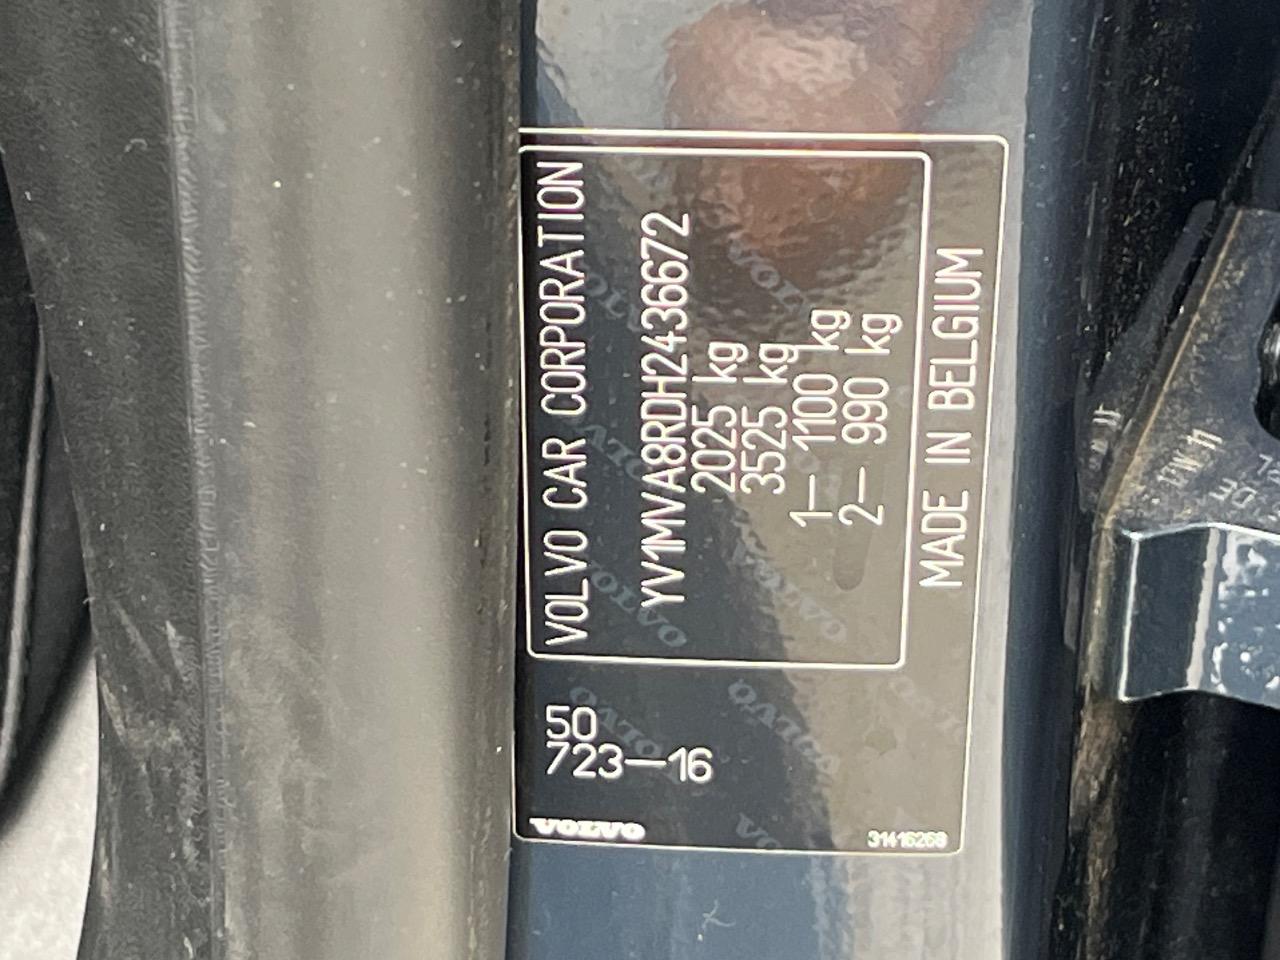 VOLVO CAR CORPORATION
YV1MVA8RDH2436672
2025 kg
3525 kg
1— 1100 kg
2— 990 kg
MADE IN BELGIUM
50
723—16
VOLVO
31416268